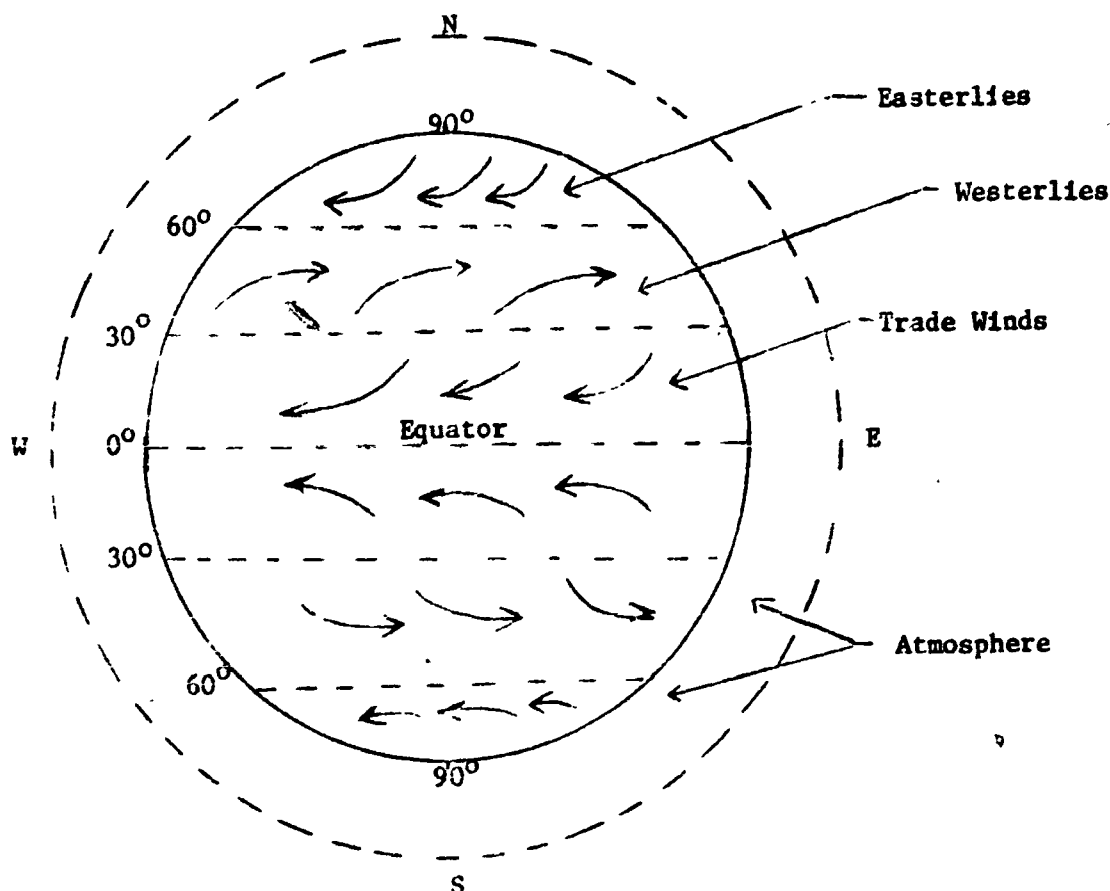 N
Easterlies
90°
Westerlies
60°
30°
Trade Winds
Equator
W
0°
E
30°
Atmosphere
60°
90°
S